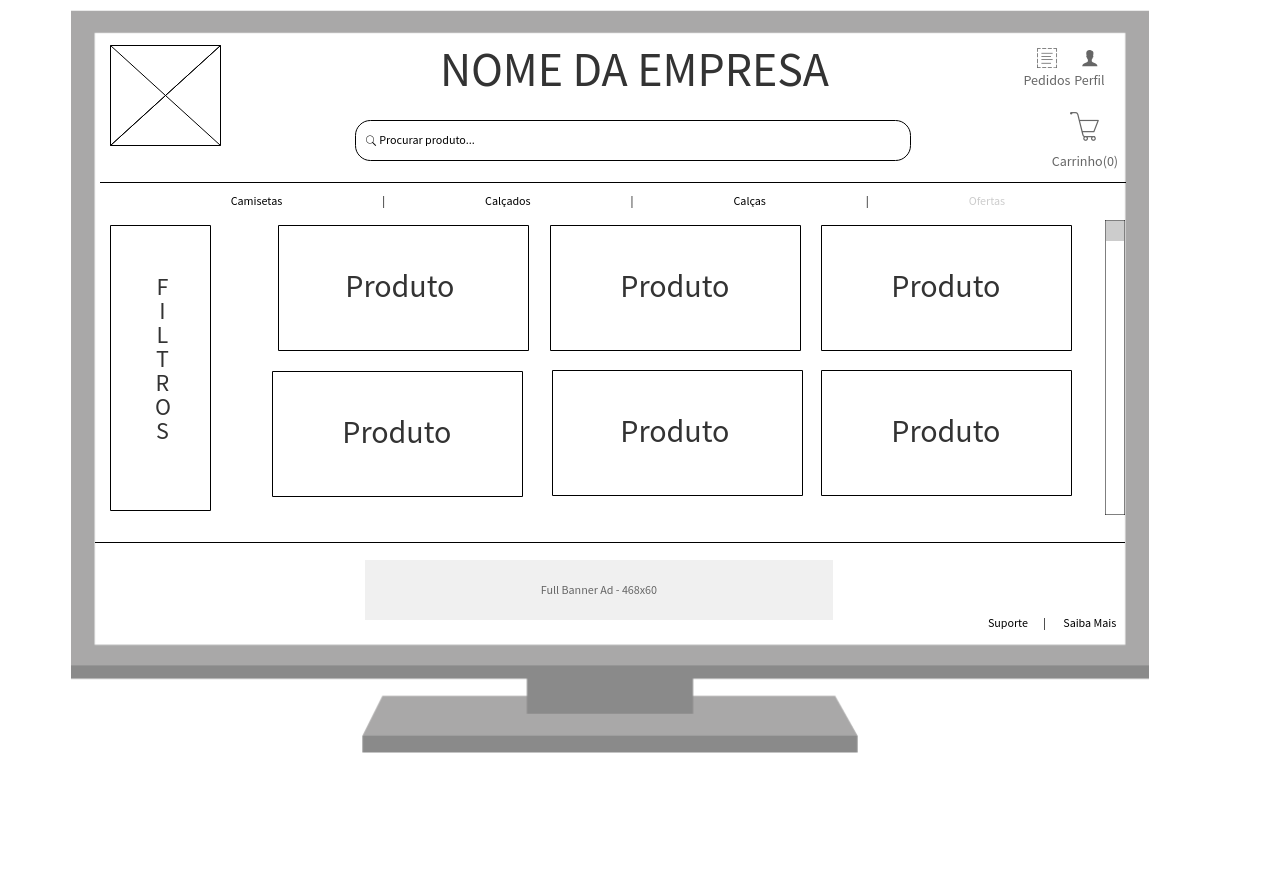 NOME DA EMPRESA
Pedidos Perfil
Procurar produto...
Carrinho(0)
Camisetas | Calçados | Calças | Ofertas
F
I
L
T
R
O
S
Produto Produto Produto
Produto Produto Produto
Full Banner Ad - 468x60
Suporte | Saiba Mais